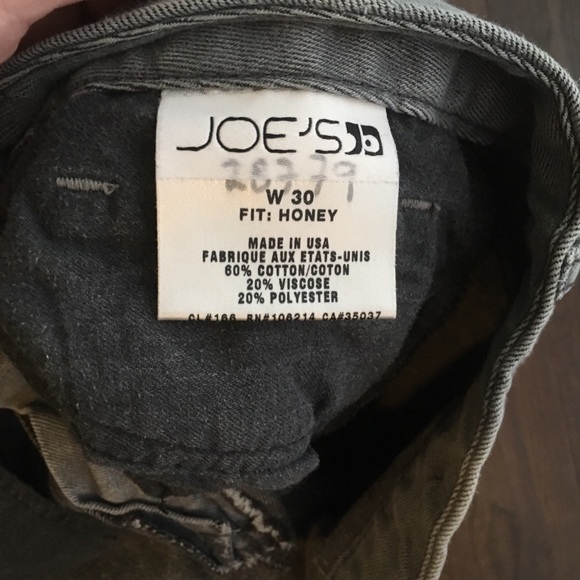 JOE'S
28779
W 30
FIT: HONEY
MADE IN USA
FABRIQUE AUX ETATS-UNIS
60% COTTON/COTON
20% VISCOSE
20% POLYESTER
CL#166 RN#106214 CA#35037